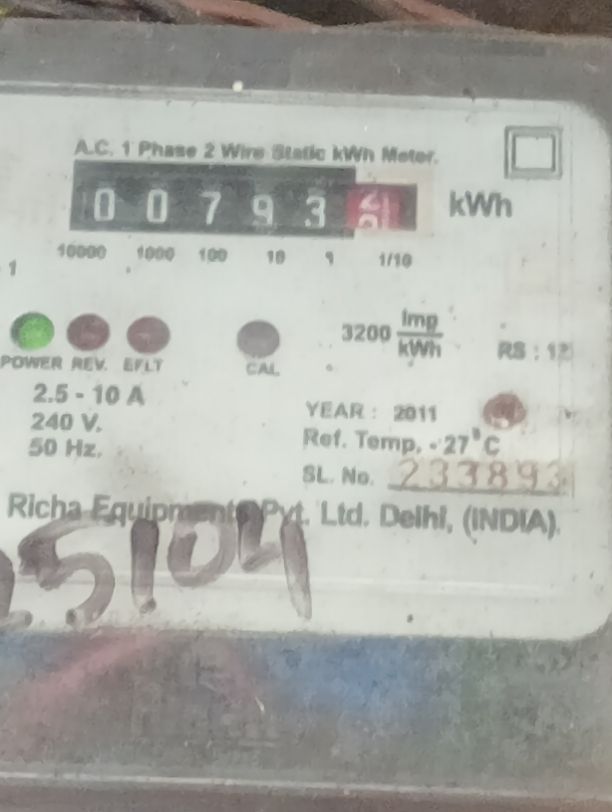 A.C. 1 Phase 2 Wire Static kWh Meter.
0 0 7 9 3 kWh
10000 1000 100 10 1 1/10
1
3200 Imp/kWh
RS : 12
POWER REV. EFLT CAL
2.5 - 10 A
240 V.
50 Hz.
YEAR : 2011
Ref. Temp. - 27°C
SL. No. 233893
Richa Equipments Pvt. Ltd. Delhi, (INDIA).
5104